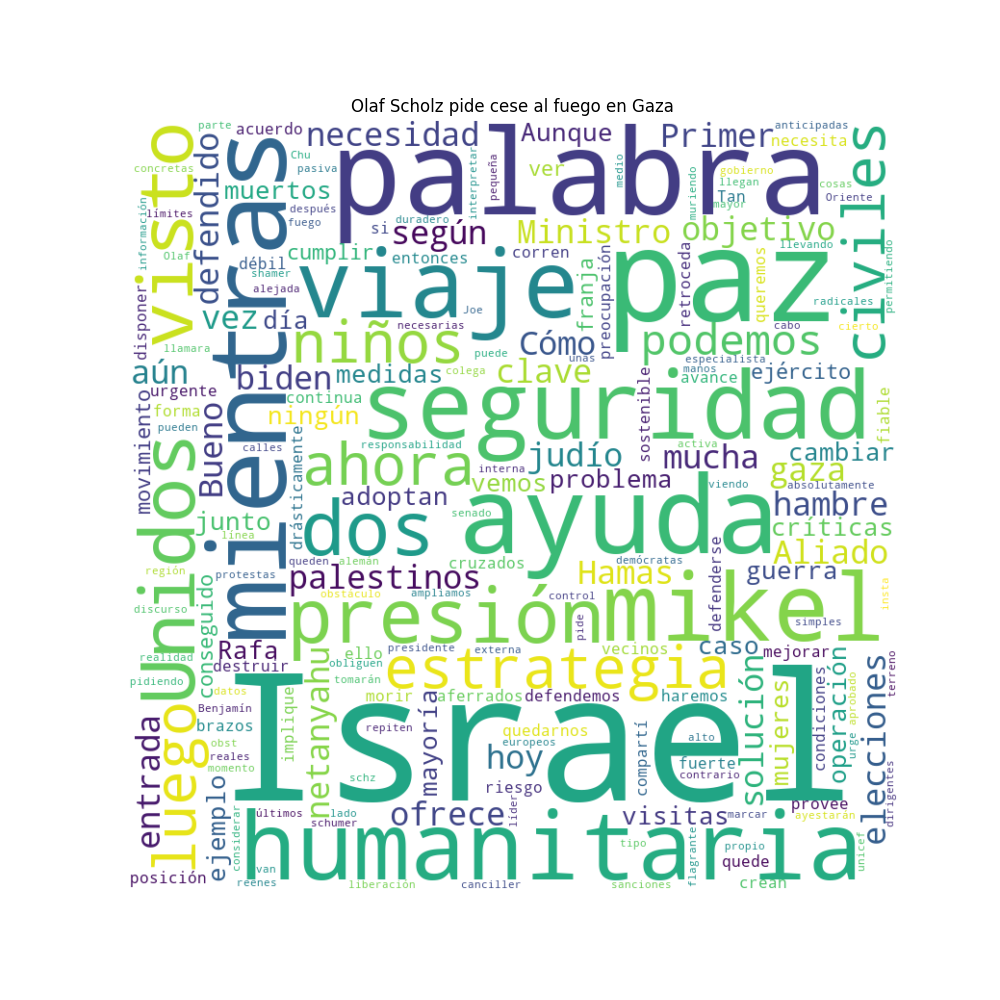 Olaf Scholz pide cese al fuego en Gaza
parte
acuerdo
necesidad
Aunque
Primer
anticipadas
necesita
visto
defendido
mientras
Chu
pasiva
palabra
pequeña
interpretar
ver
medio
muriendo
gobierno
llegan
mayor
Tan
cosas
Oriente
civiles
concretas
muertos
información
límites
Olaf
después
fuego
si
duradero
según
Ministro
objetivo
cumplir
entonces
corren
débil
shamer
alejada
viaje
Joe
franja
preocupación
paz
retroceda
queremos
llevando
radicales
permitiendo
disponer
vez
día
llamara
niños
necesarias
puede
Cómo
unas
podemos
cabo
cierto
aún
urgente
biden
medidas
colega
clave
especialista
manos
avance
ejército
forma
pueden
movimiento
Bueno
continua
ningún
seguridad
sostenible
fiable
unidos
calles
drásticamente
responsabilidad
ahora
interna
vemos
judío
problema
activa
mucha
viendo
cambiar
gaza
absolutamente
junto
línea
adoptan
dos
senado
ayuda
hambre
críticas
región
protestas
queden
alemán
cruzados
demócratas
defenderse
Aliado
guerra
insta
discurso
conseguido
palestinos
obstáculo
ampliamos
Hamas
control
presión
mikel
pide
simples
realidad
pidiendo
Rafa
destruir
ello
obliguen
presidente
externa
vecinos
caso
mejorar
terreno
luego
datos
Benjamín
netanyahu
tomarán
estrategia
morir
aferrados
defendemos
haremos
solución
mujeres
condiciones
operación
aprobado
elecciones
entrada
brazos
obst
reales
momento
implique
Israel
repiten
mayoría
quedarnos
europeos
hoy
compartí
alto
fuerte
contrario
urge
dirigentes
ejemplo
schz
riesgo
líder
últimos
lado
schumer
ofrece
visitas
marcar
provee
ayestarán
considerar
humanitaria
tipo
flagrante
propio
quede
unicef
posición
van
reenes
liberación
canciller
sanciones
crean